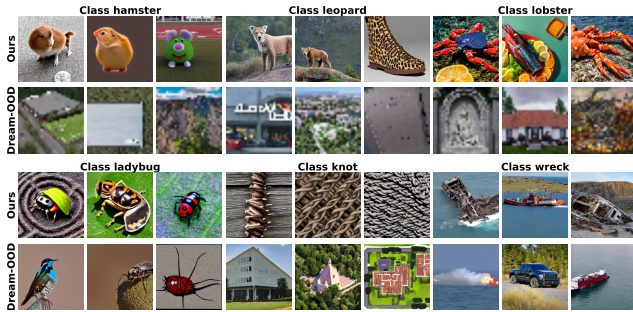 Class hamster
Class leopard
Class lobster
Ours
Dream-OOD
Class ladybug
Class knot
Class wreck
Ours
Dream-OOD